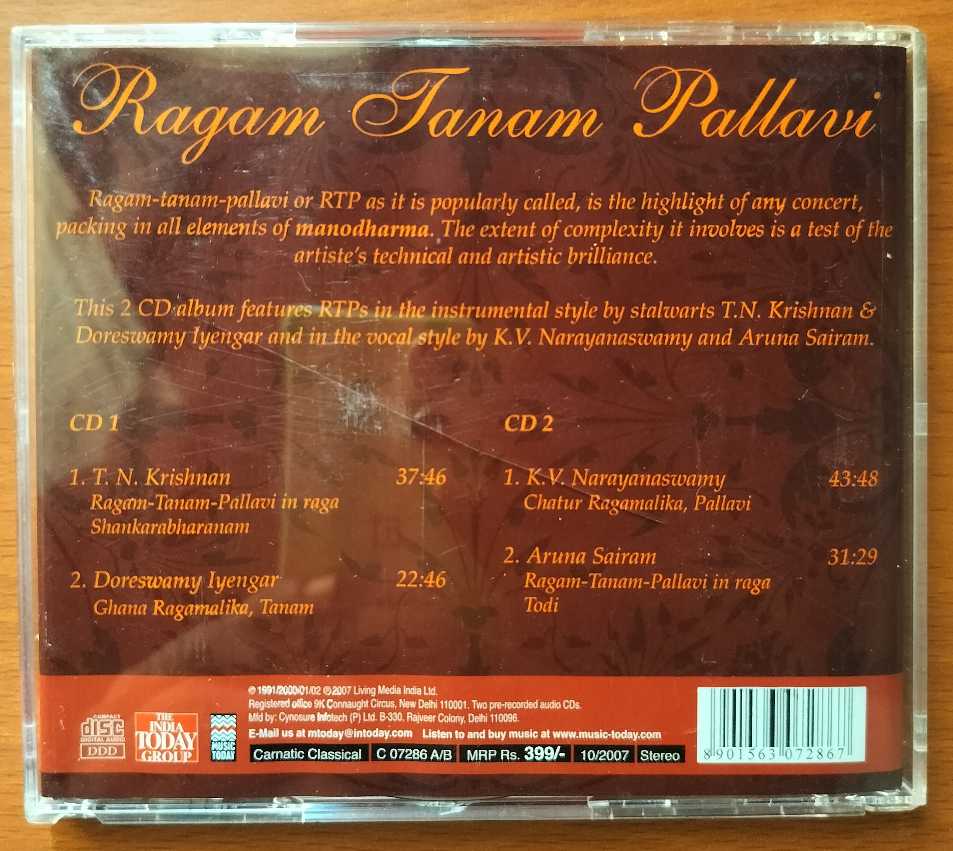 Ragam Tanam Pallavi
Ragam-tanam-pallavi or RTP as it is popularly called, is the highlight of any concert,
packing in all elements of manodharma. The extent of complexity it involves is a test of the
artiste's technical and artistic brilliance.
This 2 CD album features RTPs in the instrumental style by stalwarts T.N. Krishnan &
Doreswamy Iyengar and in the vocal style by K.V. Narayanaswamy and Aruna Sairam.
CD 1
1. T. N. Krishnan 37:46
Ragam-Tanam-Pallavi in raga
Shankarabharanam
2. Doreswamy Iyengar 22:46
Ghana Ragamalika, Tanam
CD 2
1. K.V. Narayanaswamy 43:48
Chatur Ragamalika, Pallavi
2. Aruna Sairam 31:29
Ragam-Tanam-Pallavi in raga
Todi
COMPACT
disc
DIGITAL AUDIO
DDD
THE
INDIA
TODAY
GROUP
MUSIC
TODAY
℗ 1991/2000/01/02 © 2007 Living Media India Ltd.
Registered office 9K Connaught Circus, New Delhi 110001. Two pre-recorded audio CDs.
Mfd by: Cynosure Infotech (P) Ltd. B-330, Rajveer Colony, Delhi 110096.
E-Mail us at mtoday@intoday.com Listen to and buy music at www.music-today.com
Carnatic Classical C 07286 A/B MRP Rs. 399/- 10/2007 Stereo
8 901563 072867